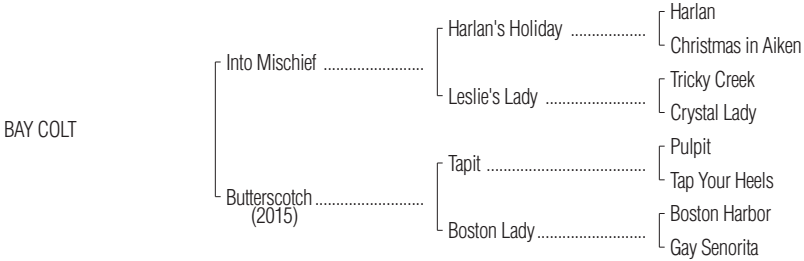 Harlan
Harlan's Holiday ..................
Christmas in Aiken
Into Mischief ........................
Tricky Creek
Leslie's Lady ........................
Crystal Lady
BAY COLT
Pulpit
Tapit ......................................
Tap Your Heels
Butterscotch ..........................
(2015)
Boston Harbor
Boston Lady..........................
Gay Senorita